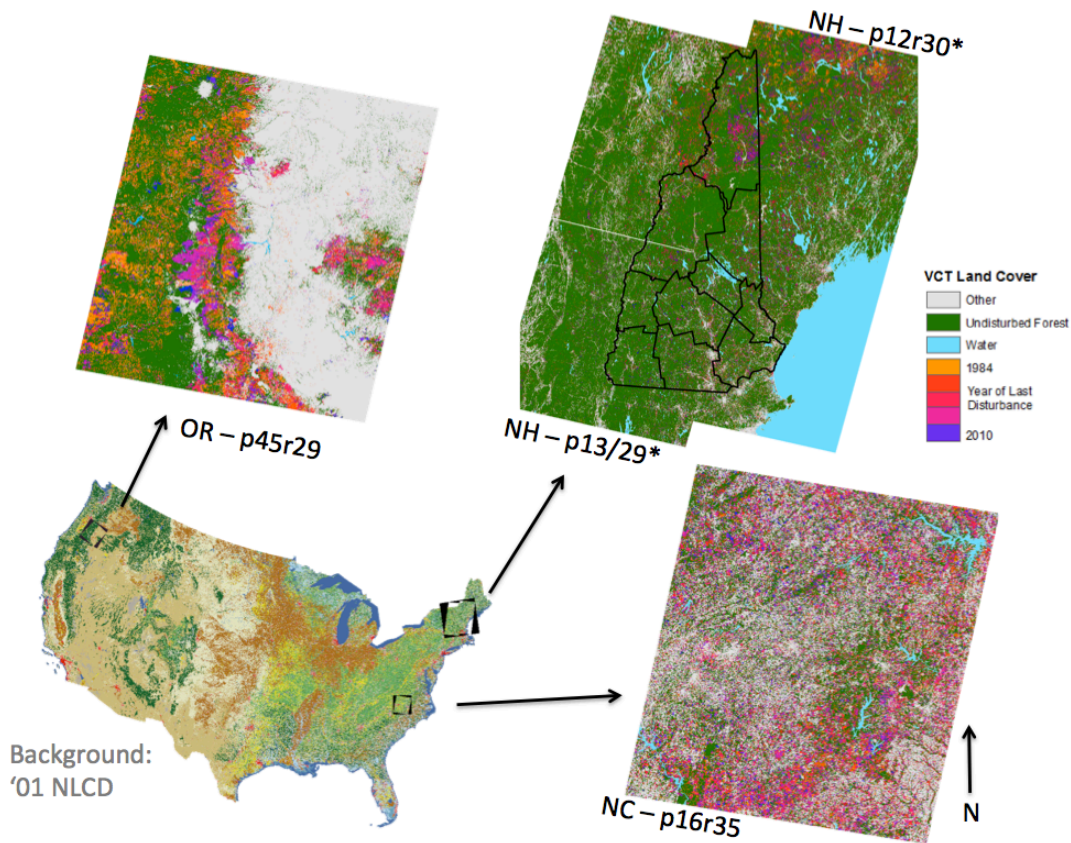 NH – p12r30*
OR – p45r29
NH – p13/29*
VCT Land Cover
Other
Undisturbed Forest
Water
1984
Year of Last
Disturbance
2010
Background:
‘01 NLCD
NC – p16r35
N